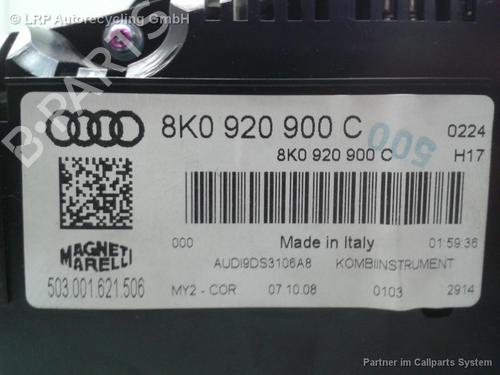 © LRP Autorecycling GmbH
B-PARTS
8K0 920 900 C
0224
500
8K0 920 900 C
H17
MAGNETI
MARELLI
000
Made in Italy
01:59:36
AUDI9DS3106A8
KOMBIINSTRUMENT
503.001.621.506
MY2 - COR
07.10.08
0103
2914
Partner im Callparts System